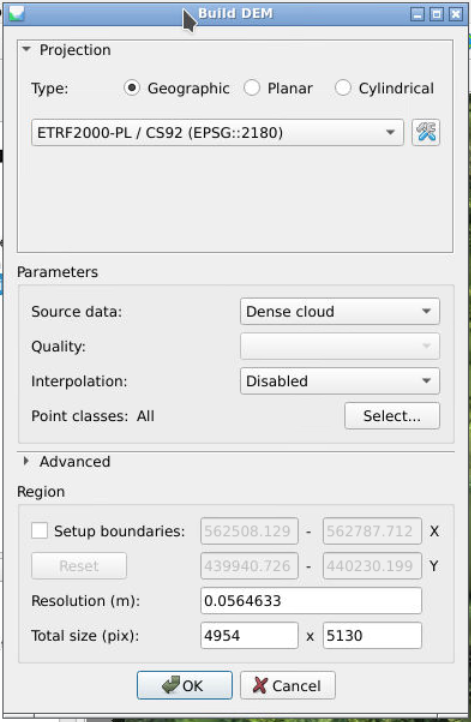 Build DEM
Projection
Type: Geographic Planar Cylindrical
ETRF2000-PL / CS92 (EPSG::2180)
Parameters
Source data: Dense cloud
Quality:
Interpolation: Disabled
Point classes: All Select...
Advanced
Region
Setup boundaries: 562508.129 - 562787.712 X
Reset 439940.726 - 440230.199 Y
Resolution (m): 0.0564633
Total size (pix): 4954 x 5130
OK Cancel